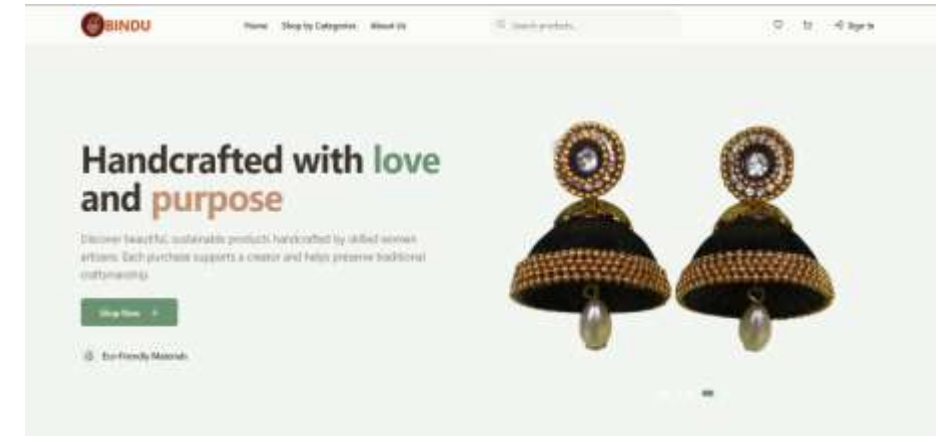 BINDU
Home Shop by Categories About Us
Search products...
Sign In
Handcrafted with love
and purpose
Discover beautiful, sustainable products handcrafted by skilled women
artisans. Each purchase supports a creator and helps preserve traditional
craftsmanship.
Shop Now
Eco-Friendly Materials